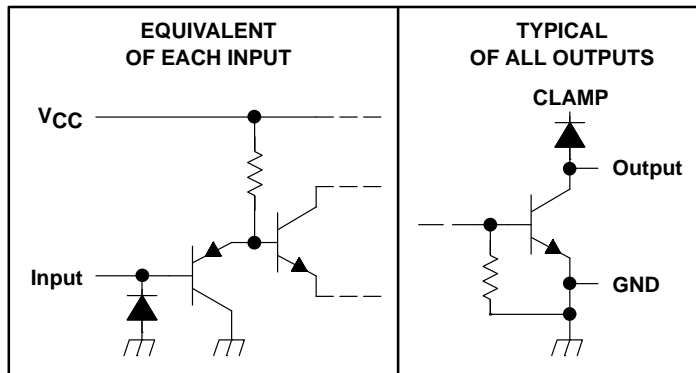 EQUIVALENT
OF EACH INPUT
VCC
Input
TYPICAL
OF ALL OUTPUTS
CLAMP
Output
GND